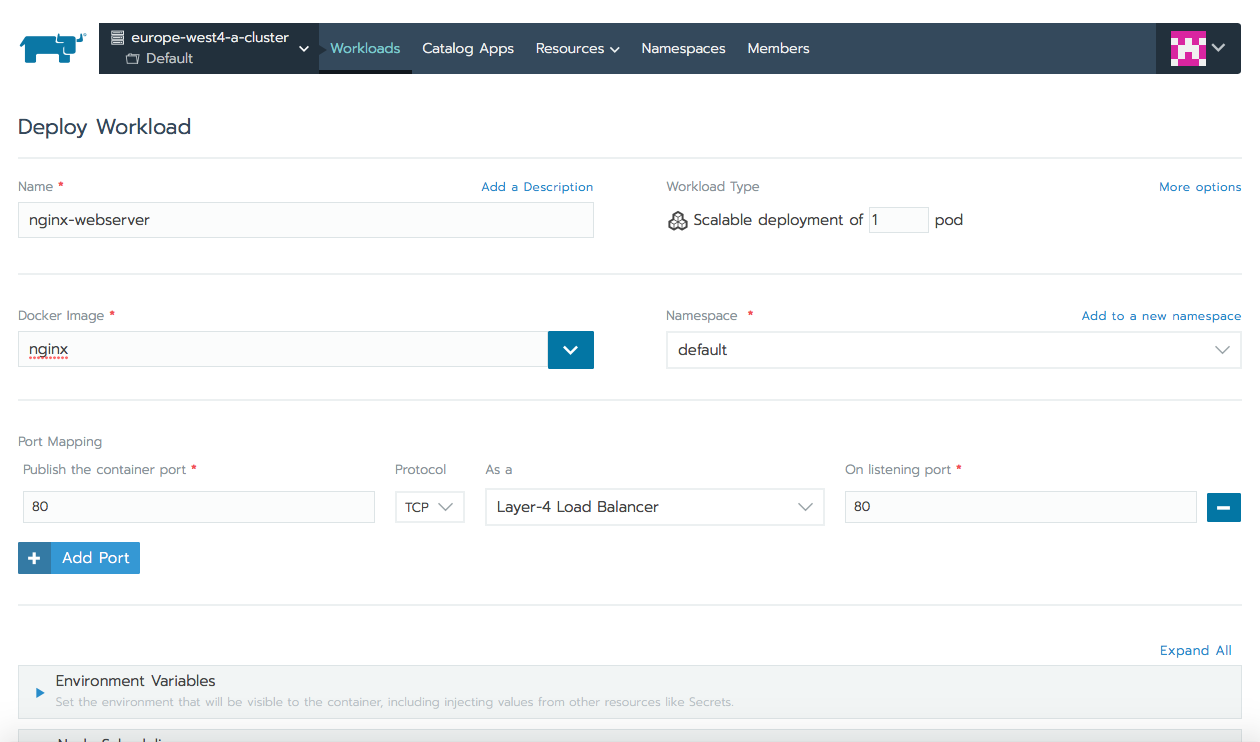 europe-west4-a-cluster
Default
Workloads Catalog Apps Resources Namespaces Members
Deploy Workload
Name * Add a Description
nginx-webserver
Workload Type More options
Scalable deployment of 1 pod
Docker Image *
nginx
Namespace * Add to a new namespace
default
Port Mapping
Publish the container port * Protocol As a On listening port *
80 TCP Layer-4 Load Balancer 80
+ Add Port
Expand All
Environment Variables
Set the environment that will be visible to the container, including injecting values from other resources like Secrets.